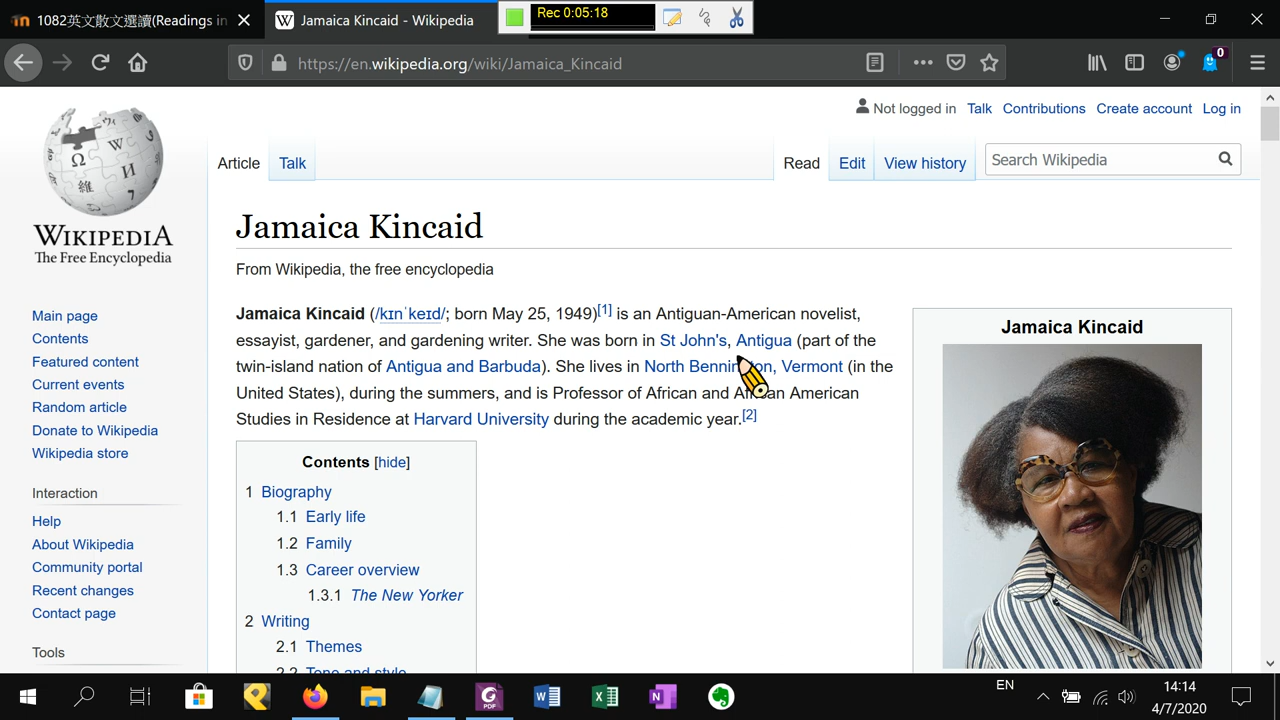 1082英文散文選讀(Readings in
Jamaica Kincaid - Wikipedia
Rec 0:05:18
https://en.wikipedia.org/wiki/Jamaica_Kincaid
0
Not logged in Talk Contributions Create account Log in
Article Talk Read Edit View history Search Wikipedia
WIKIPEDIA
The Free Encyclopedia
Main page
Contents
Featured content
Current events
Random article
Donate to Wikipedia
Wikipedia store
Interaction
Help
About Wikipedia
Community portal
Recent changes
Contact page
Tools
Jamaica Kincaid
From Wikipedia, the free encyclopedia
Jamaica Kincaid (/kɪnˈkeɪd/; born May 25, 1949)[1] is an Antiguan-American novelist,
essayist, gardener, and gardening writer. She was born in St John's, Antigua (part of the
twin-island nation of Antigua and Barbuda). She lives in North Bennington, Vermont (in the
United States), during the summers, and is Professor of African and African American
Studies in Residence at Harvard University during the academic year.[2]
Contents [hide]
1 Biography
1.1 Early life
1.2 Family
1.3 Career overview
1.3.1 The New Yorker
2 Writing
2.1 Themes
2.2 Tone and style
Jamaica Kincaid
EN
14:14
4/7/2020